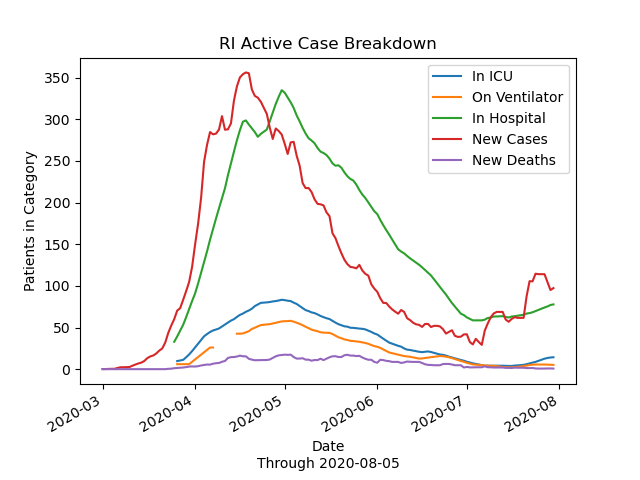 RI Active Case Breakdown
In ICU
On Ventilator
In Hospital
New Cases
New Deaths
Patients in Category
350
300
250
200
150
100
50
0
2020-03
2020-04
2020-05
2020-06
2020-07
2020-08
Date
Through 2020-08-05